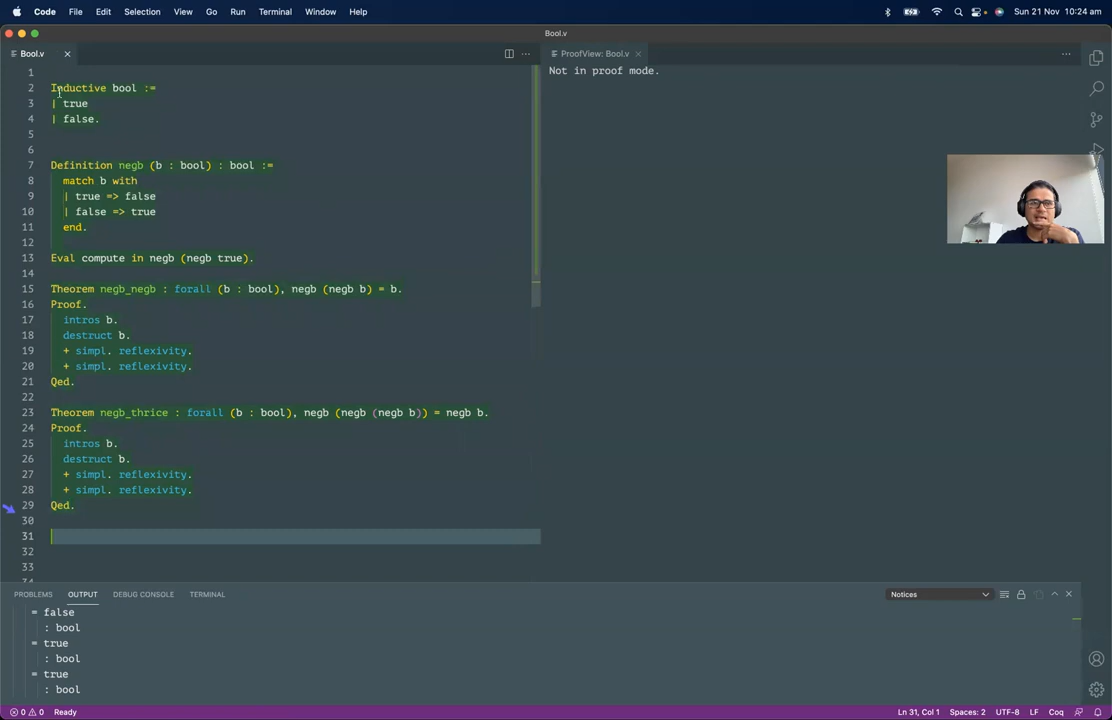 Code File Edit Selection View Go Run Terminal Window Help Sun 21 Nov 10:24 am
Bool.v
Bool.v
ProofView: Bool.v
Not in proof mode.
1
2 Inductive bool :=
3 | true
4 | false.
5
6
7 Definition negb (b : bool) : bool :=
8 match b with
9 | true => false
10 | false => true
11 end.
12
13 Eval compute in negb (negb true).
14
15 Theorem negb_negb : forall (b : bool), negb (negb b) = b.
16 Proof.
17 intros b.
18 destruct b.
19 + simpl. reflexivity.
20 + simpl. reflexivity.
21 Qed.
22
23 Theorem negb_thrice : forall (b : bool), negb (negb (negb b)) = negb b.
24 Proof.
25 intros b.
26 destruct b.
27 + simpl. reflexivity.
28 + simpl. reflexivity.
29 Qed.
30
31
32
33
34
PROBLEMS OUTPUT DEBUG CONSOLE TERMINAL Notices
= false
: bool
= true
: bool
= true
: bool
0 0 Ready Ln 31, Col 1 Spaces: 2 UTF-8 LF Coq